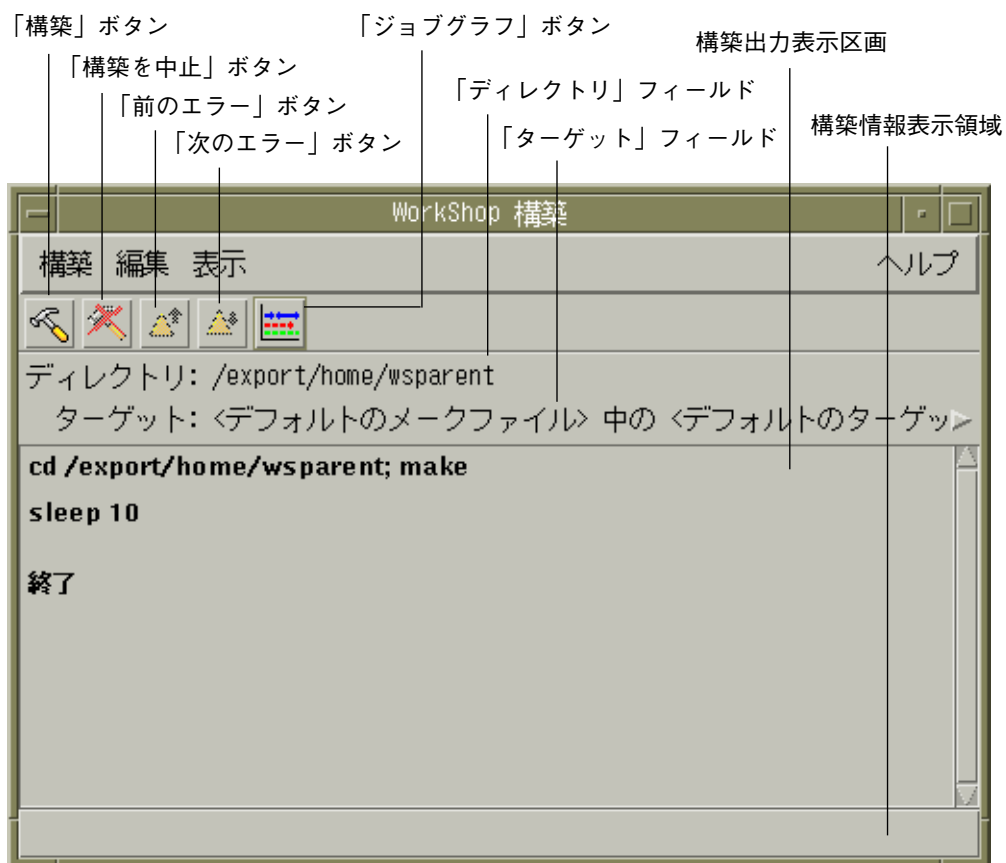 「構築」ボタン
「ジョブグラフ」ボタン
構築出力表示区画
「構築を中止」ボタン
「ディレクトリ」フィールド
「前のエラー」ボタン
構築情報表示領域
「ターゲット」フィールド
「次のエラー」ボタン
WorkShop 構築
構築 編集 表示 ヘルプ
ディレクトリ: /export/home/wsparent
ターゲット: <デフォルトのメークファイル> 中の <デフォルトのターゲッ
cd /export/home/wsparent; make
sleep 10
終了